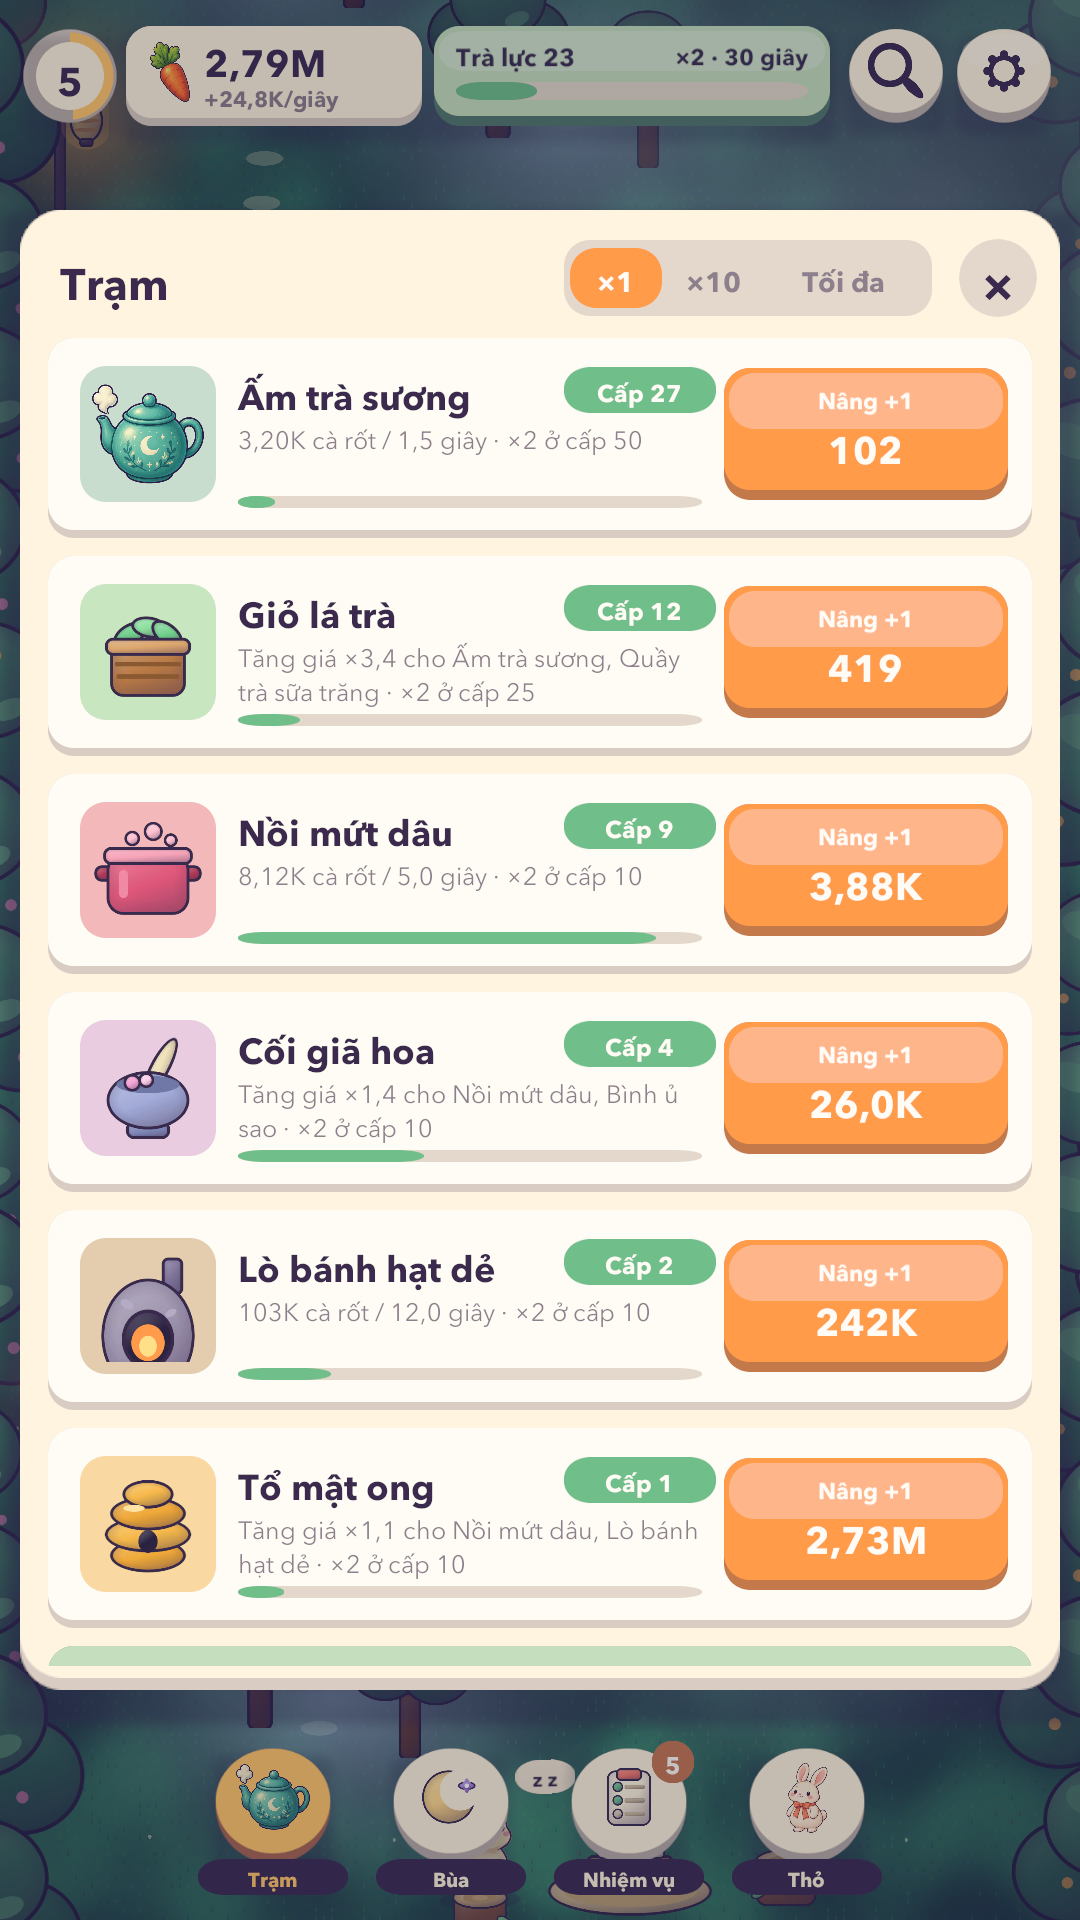 5
2,79M
+24,8K/giây
Trà lực 23
×2 · 30 giây
Trạm
×1
×10
Tối đa
×
Ấm trà sương
Cấp 27
3,20K cà rốt / 1,5 giây · ×2 ở cấp 50
Nâng +1
102
Giỏ lá trà
Cấp 12
Tăng giá ×3,4 cho Ấm trà sương, Quầy
trà sữa trăng · ×2 ở cấp 25
Nâng +1
419
Nồi mứt dâu
Cấp 9
8,12K cà rốt / 5,0 giây · ×2 ở cấp 10
Nâng +1
3,88K
Cối giã hoa
Cấp 4
Tăng giá ×1,4 cho Nồi mứt dâu, Bình ủ
sao · ×2 ở cấp 10
Nâng +1
26,0K
Lò bánh hạt dẻ
Cấp 2
103K cà rốt / 12,0 giây · ×2 ở cấp 10
Nâng +1
242K
Tổ mật ong
Cấp 1
Tăng giá ×1,1 cho Nồi mứt dâu, Lò bánh
hạt dẻ · ×2 ở cấp 10
Nâng +1
2,73M
z z
5
Trạm
Bùa
Nhiệm vụ
Thỏ